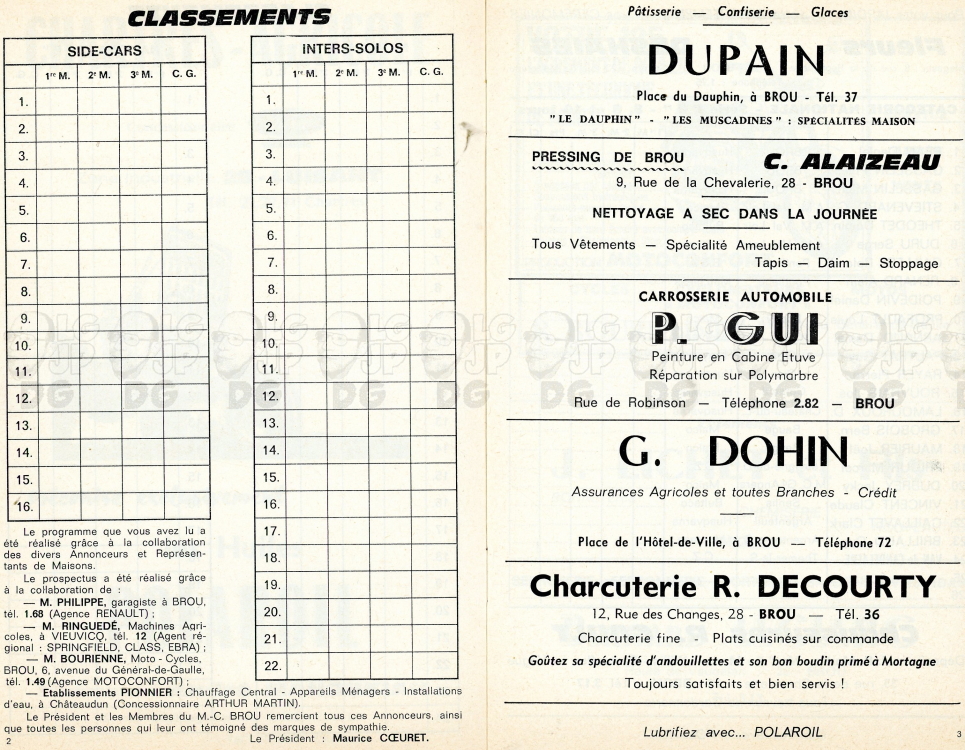 CLASSEMENTS
SIDE-CARS
1re M. 2e M. 3e M. C. G.
1.
2.
3.
4.
5.
6.
7.
8.
9.
10.
11.
12.
13.
14.
15.
16.
INTERS-SOLOS
1re M. 2e M. 3e M. C. G.
1.
2.
3.
4.
5.
6.
7.
8.
9.
10.
11.
12.
13.
14.
15.
16.
17.
18.
19.
20.
21.
22.
Le programme que vous avez lu a
été réalisé grâce à la collaboration
des divers Annonceurs et Représen-
tants de Maisons.
Le prospectus a été réalisé grâce
à la collaboration de :
— M. PHILIPPE, garagiste à BROU,
tél. 1.68 (Agence RENAULT) ;
— M. RINGUEDÉ, Machines Agri-
coles, à VIEUVICQ, tél. 12 (Agent ré-
gional : SPRINGFIELD, CLASS, EBRA) ;
— M. BOURIENNE, Moto - Cycles,
BROU, 6, avenue du Général-de-Gaulle,
tél. 1.49 (Agence MOTOCONFORT) ;
— Etablissements PIONNIER : Chauffage Central - Appareils Ménagers - Installations
d'eau, à Châteaudun (Concessionnaire ARTHUR MARTIN).
Le Président et les Membres du M.-C. BROU remercient tous ces Annonceurs, ainsi
que toutes les personnes qui leur ont témoigné des marques de sympathie.
Le Président : Maurice CŒURET.
2
Pâtisserie — Confiserie — Glaces
DUPAIN
Place du Dauphin, à BROU - Tél. 37
"LE DAUPHIN" - "LES MUSCADINES" : SPÉCIALITÉS MAISON
PRESSING DE BROU C. ALAIZEAU
9, Rue de la Chevalerie, 28 - BROU
NETTOYAGE A SEC DANS LA JOURNÉE
Tous Vêtements — Spécialité Ameublement
Tapis — Daim — Stoppage
CARROSSERIE AUTOMOBILE
P. GUI
Peinture en Cabine Etuve
Réparation sur Polymarbre
Rue de Robinson — Téléphone 2.82 — BROU
G. DOHIN
Assurances Agricoles et toutes Branches - Crédit
Place de l'Hôtel-de-Ville, à BROU — Téléphone 72
Charcuterie R. DECOURTY
12, Rue des Changes, 28 - BROU — Tél. 36
Charcuterie fine - Plats cuisinés sur commande
Goûtez sa spécialité d'andouillettes et son bon boudin primé à Mortagne
Toujours satisfaits et bien servis !
Lubrifiez avec... POLAROIL
3